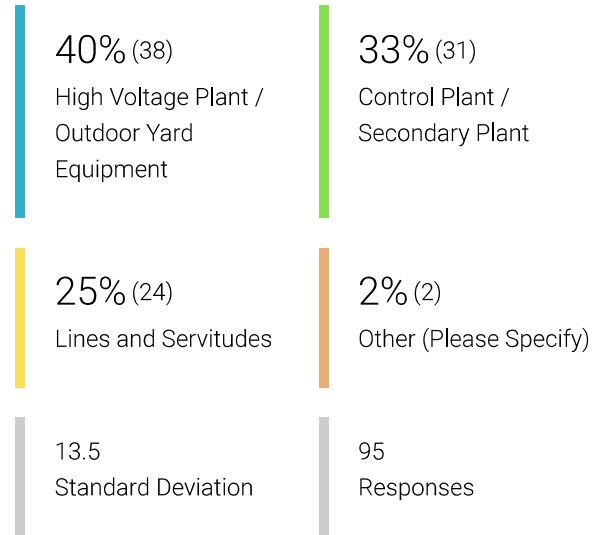 40% (38)
High Voltage Plant /
Outdoor Yard
Equipment
33% (31)
Control Plant /
Secondary Plant
25% (24)
Lines and Servitudes
2% (2)
Other (Please Specify)
13.5
Standard Deviation
95
Responses